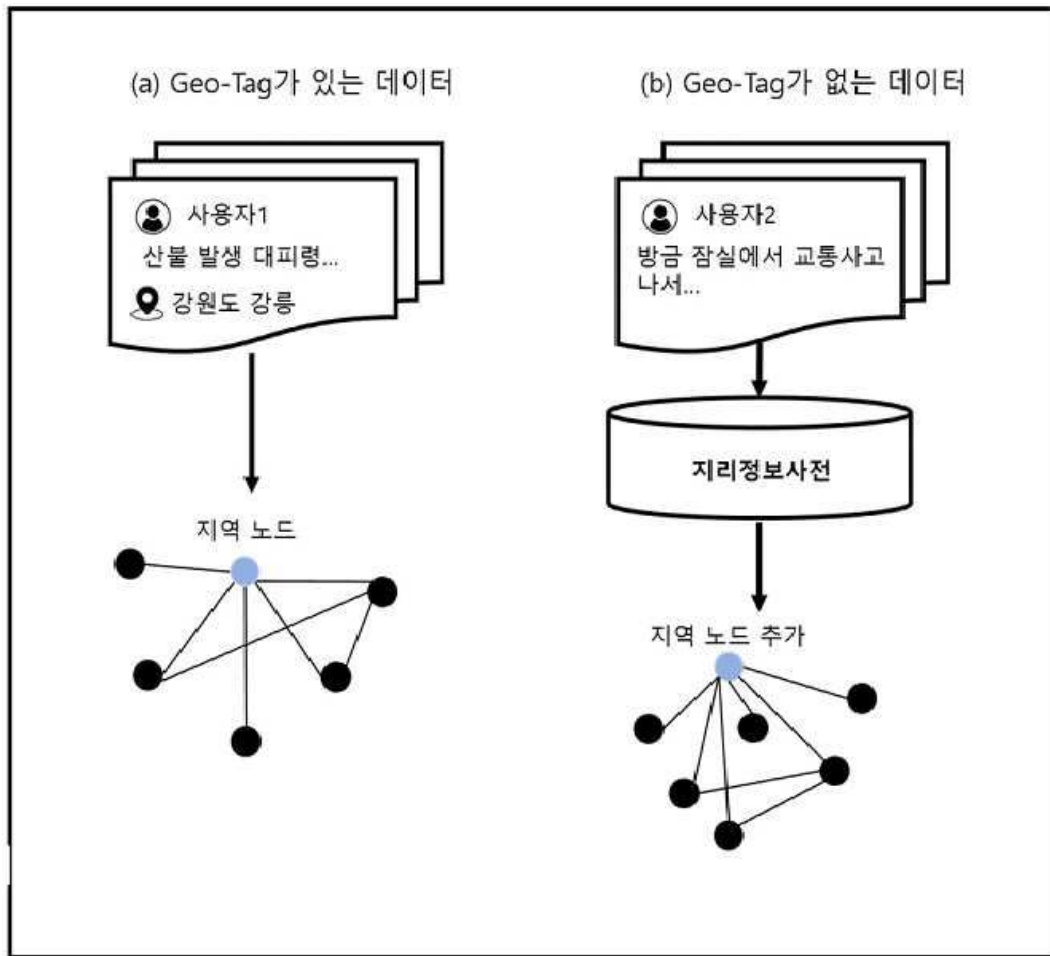 (a) Geo-Tag가 있는 데이터
사용자1
산불 발생 대피령...
강원도 강릉
지역 노드
(b) Geo-Tag가 없는 데이터
사용자2
방금 잠실에서 교통사고
나세...
지리정보사전
지역 노드 추가